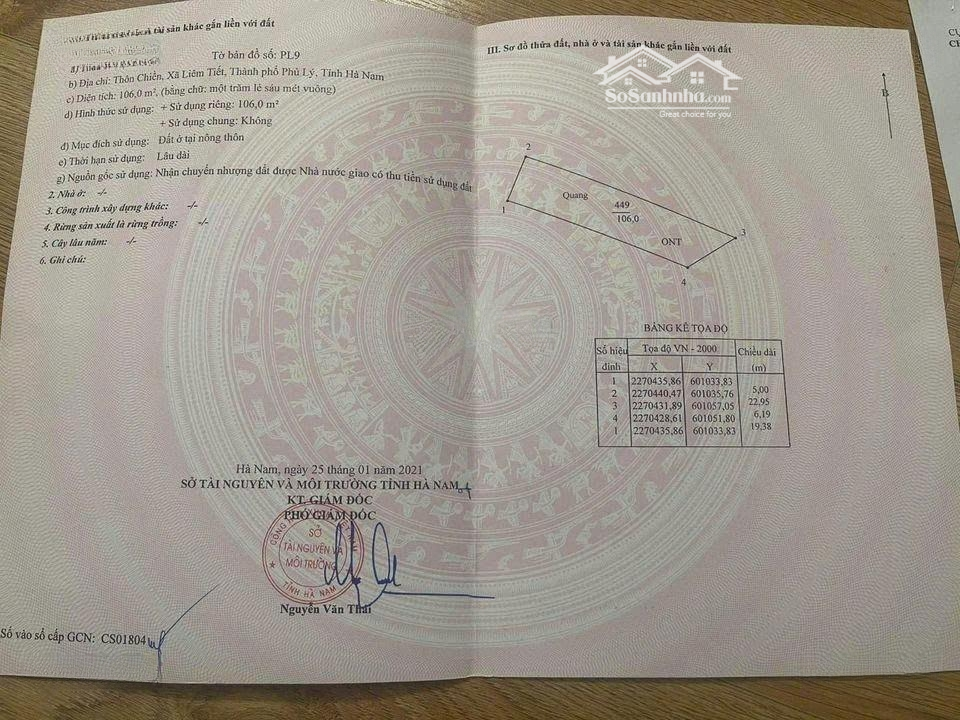 tài sản khác gắn liền với đất
Tờ bản đồ số: PL9
b) Địa chỉ: Thôn Chiền, Xã Liêm Tiết, Thành phố Phủ Lý, Tỉnh Hà Nam
c) Diện tích: 106,0 m², (bằng chữ: một trăm lẻ sáu mét vuông)
d) Hình thức sử dụng: + Sử dụng riêng: 106,0 m²
+ Sử dụng chung: Không
đ) Mục đích sử dụng: Đất ở tại nông thôn
e) Thời hạn sử dụng: Lâu dài
g) Nguồn gốc sử dụng: Nhận chuyển nhượng đất được Nhà nước giao có thu tiền sử dụng đất
2. Nhà ở: -/-
3. Công trình xây dựng khác: -/-
4. Rừng sản xuất là rừng trồng: -/-
5. Cây lâu năm: -/-
6. Ghi chú:
Hà Nam, ngày 25 tháng 01 năm 2021
SỞ TÀI NGUYÊN VÀ MÔI TRƯỜNG TỈNH HÀ NAM
KT. GIÁM ĐỐC
PHÓ GIÁM ĐỐC
SỞ
TÀI NGUYÊN VÀ
MÔI TRƯỜNG
TỈNH HÀ NAM
Nguyễn Văn Thái
Số vào sổ cấp GCN: CS01804
III. Sơ đồ thửa đất, nhà ở và tài sản khác gắn liền với đất
SoSanhnha.com
Great choice for you
B
2
Quang
449
106,0
1
3
ONT
4
BẢNG KÊ TỌA ĐỘ
Số hiệu đỉnh Tọa độ VN - 2000 Chiều dài (m)
X Y
1 2270435,86 601033,83
5,00
2 2270440,47 601035,76
22,95
3 2270431,89 601057,05
6,19
4 2270428,61 601051,80
19,38
1 2270435,86 601033,83